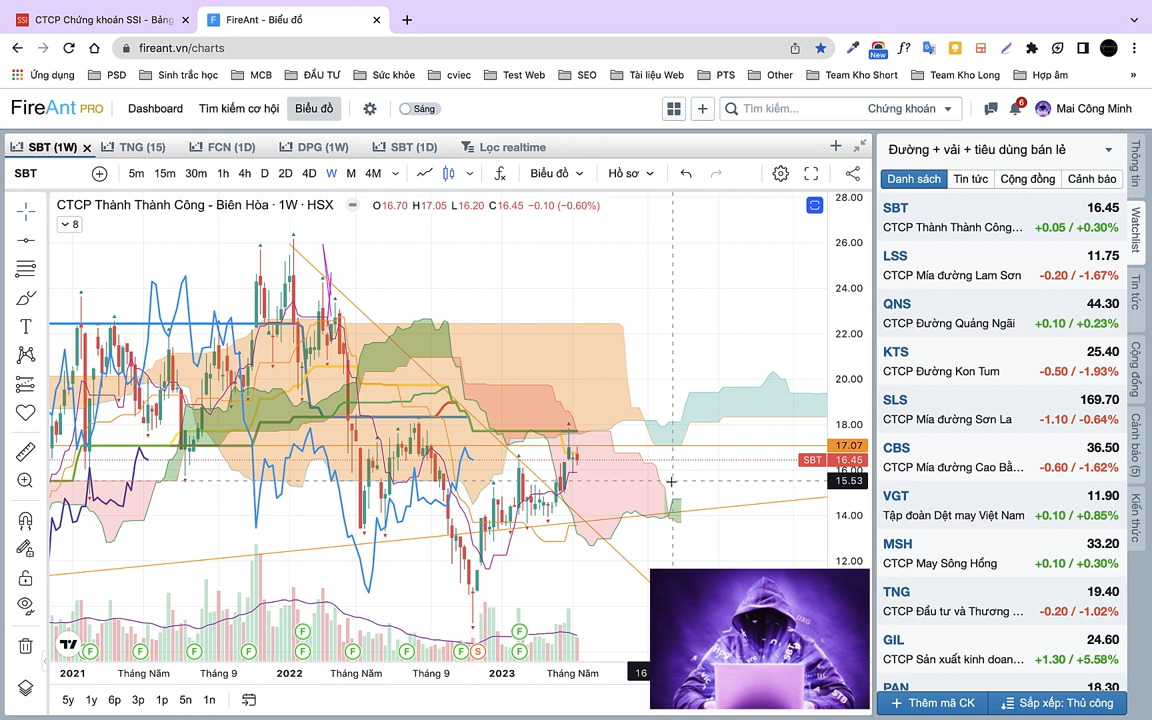 CTCP Chứng khoán SSI - Bảng
FireAnt - Biểu đồ
fireant.vn/charts
New
Ứng dụng
PSD
Sinh trắc học
MCB
ĐẦU TƯ
Sức khỏe
cviec
Test Web
SEO
Tài liệu Web
PTS
Other
Team Kho Short
Team Kho Long
Hợp âm
»
FireAnt PRO
Dashboard
Tìm kiếm cơ hội
Biểu đồ
Sáng
Tìm kiếm...
Chứng khoán
6
Mai Công Minh
SBT (1W)
TNG (15)
FCN (1D)
DPG (1W)
SBT (1D)
Lọc realtime
SBT
5m 15m 30m 1h 4h D 2D 4D W M 4M
Biểu đồ
Hồ sơ
CTCP Thành Thành Công - Biên Hòa · 1W · HSX
O16.70 H17.05 L16.20 C16.45 −0.10 (−0.60%)
8
28.00
26.00
24.00
22.00
20.00
18.00
17.07
SBT 16.45
16.00
15.53
14.00
12.00
F F F F F F F F S F F
2021 Tháng Năm Tháng 9 2022 Tháng Năm Tháng 9 2023 Tháng Năm 16
5y 1y 6p 3p 1p 5n 1n
Đường + vải + tiêu dùng bán lẻ
Danh sách
Tin tức
Cộng đồng
Cảnh báo
SBT 16.45
CTCP Thành Thành Công... +0.05 / +0.30%
LSS 11.75
CTCP Mía đường Lam Sơn -0.20 / -1.67%
QNS 44.30
CTCP Đường Quảng Ngãi +0.10 / +0.23%
KTS 25.40
CTCP Đường Kon Tum -0.50 / -1.93%
SLS 169.70
CTCP Mía đường Sơn La -1.10 / -0.64%
CBS 36.50
CTCP Mía đường Cao Bằ... -0.60 / -1.62%
VGT 11.90
Tập đoàn Dệt may Việt Nam +0.10 / +0.85%
MSH 33.20
CTCP May Sông Hồng +0.10 / +0.30%
TNG 19.40
CTCP Đầu tư và Thương ... -0.20 / -1.02%
GIL 24.60
CTCP Sản xuất kinh doan... +1.30 / +5.58%
PAN 18.30
Thêm mã CK
Sắp xếp: Thủ công
Thông tin
Watchlist
Tin tức
Cộng đồng
Cảnh báo (5)
Kiến thức